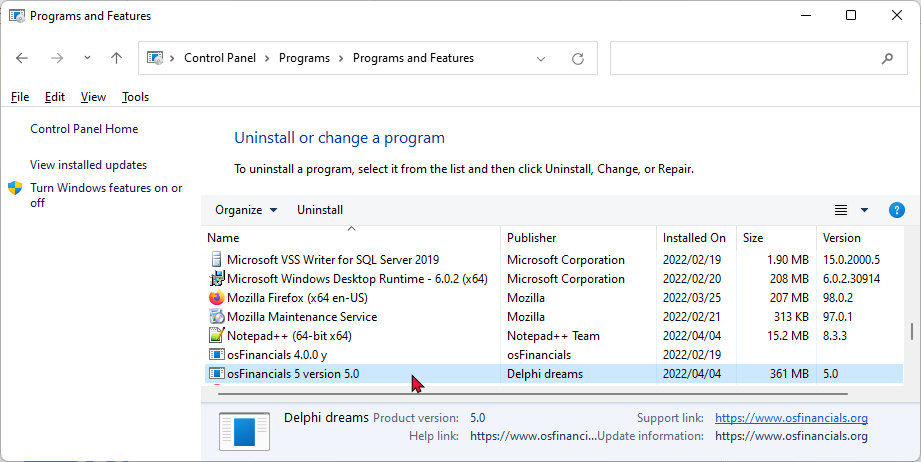 Programs and Features
Control Panel Programs Programs and Features
File Edit View Tools
Control Panel Home
View installed updates
Turn Windows features on or
off
Uninstall or change a program
To uninstall a program, select it from the list and then click Uninstall, Change, or Repair.
Organize Uninstall ?
Name Publisher Installed On Size Version
Microsoft VSS Writer for SQL Server 2019 Microsoft Corporation 2022/02/19 1.90 MB 15.0.2000.5
Microsoft Windows Desktop Runtime - 6.0.2 (x64) Microsoft Corporation 2022/02/20 208 MB 6.0.2.30914
Mozilla Firefox (x64 en-US) Mozilla 2022/03/25 207 MB 98.0.2
Mozilla Maintenance Service Mozilla 2022/02/21 313 KB 97.0.1
Notepad++ (64-bit x64) Notepad++ Team 2022/04/04 15.2 MB 8.3.3
osFinancials 4.0.0 y osFinancials 2022/02/19
osFinancials 5 version 5.0 Delphi dreams 2022/04/04 361 MB 5.0
Delphi dreams Product version: 5.0 Support link: https://www.osfinancials.org
Help link: https://www.osfinanci... Update information: https://www.osfinancials.org